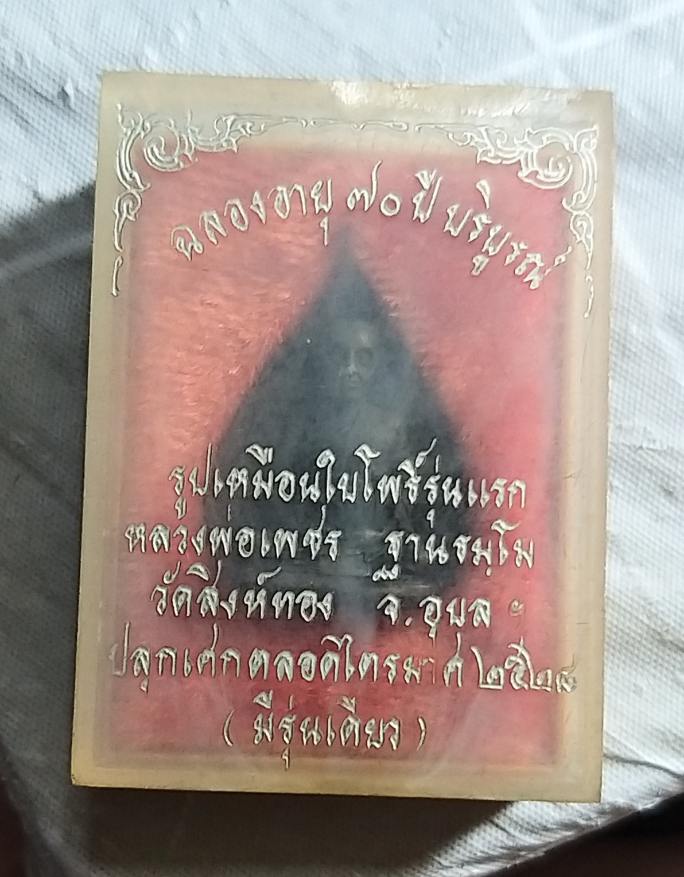 ฉลองอายุ ๗๐ ปี บริบูรณ์
รูปเหมือนใบโพธิ์รุ่นแรก
หลวงพ่อเพชร ฐานธมฺโม
วัดสิงห์ทอง จ.อุบล ฯ
ปลุกเศกตลอดไตรมาศ ๒๕๒๘
(มีรุ่นเดียว)